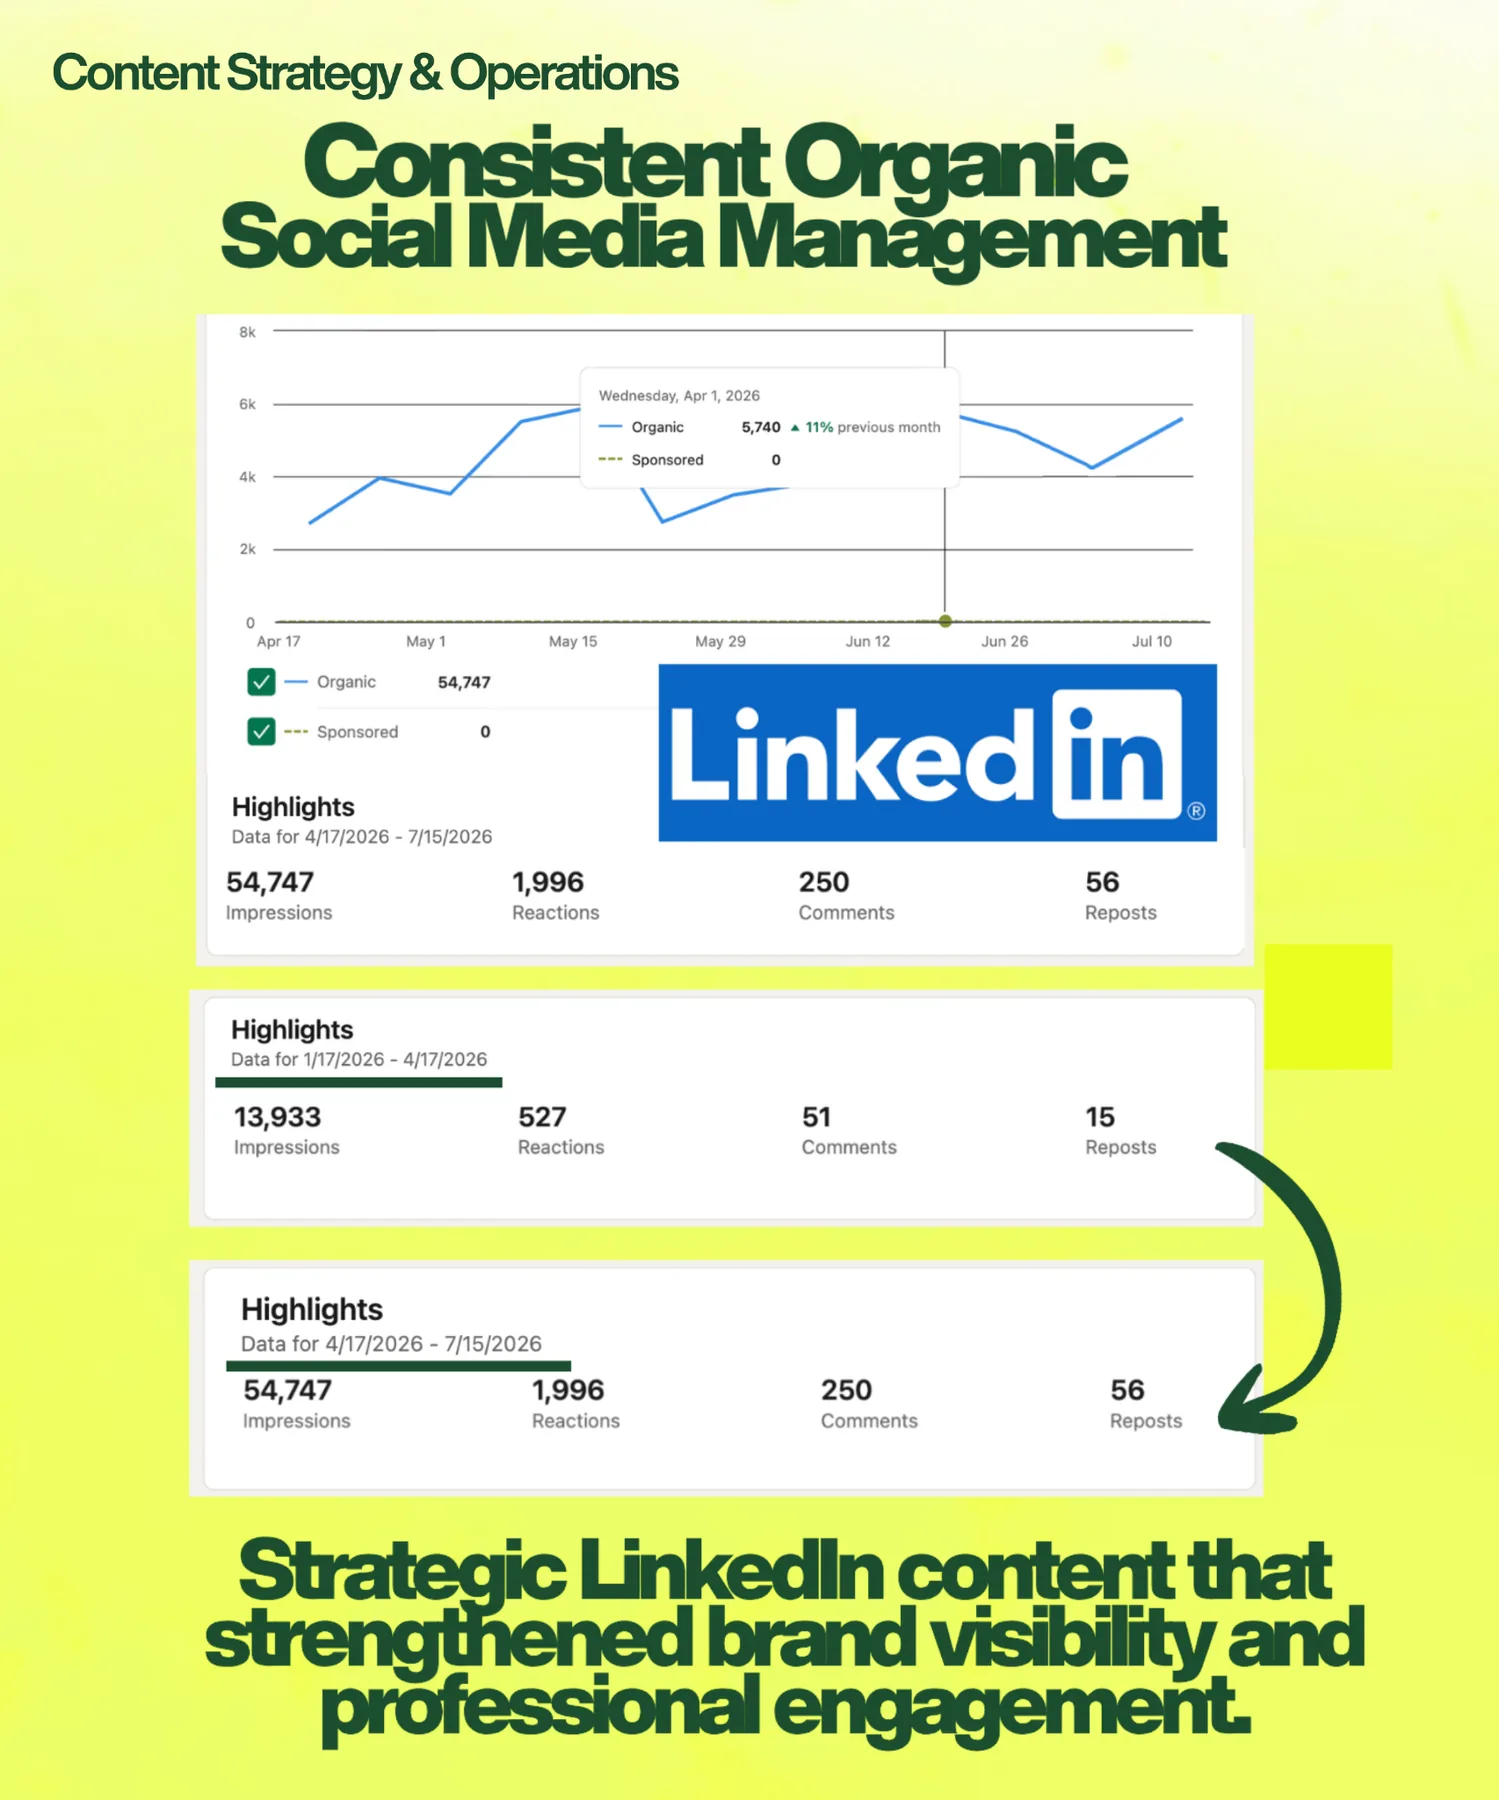 Content Strategy & Operations
Consistent Organic
Social Media Management
8k
6k
4k
2k
0
Wednesday, Apr 1, 2026
Organic 5,740 ▲ 11% previous month
Sponsored 0
Apr 17 May 1 May 15 May 29 Jun 12 Jun 26 Jul 10
Organic 54,747
Sponsored 0
Linked in ®
Highlights
Data for 4/17/2026 - 7/15/2026
54,747 1,996 250 56
Impressions Reactions Comments Reposts
Highlights
Data for 1/17/2026 - 4/17/2026
13,933 527 51 15
Impressions Reactions Comments Reposts
Highlights
Data for 4/17/2026 - 7/15/2026
54,747 1,996 250 56
Impressions Reactions Comments Reposts
Strategic LinkedIn content that
strengthened brand visibility and
professional engagement.